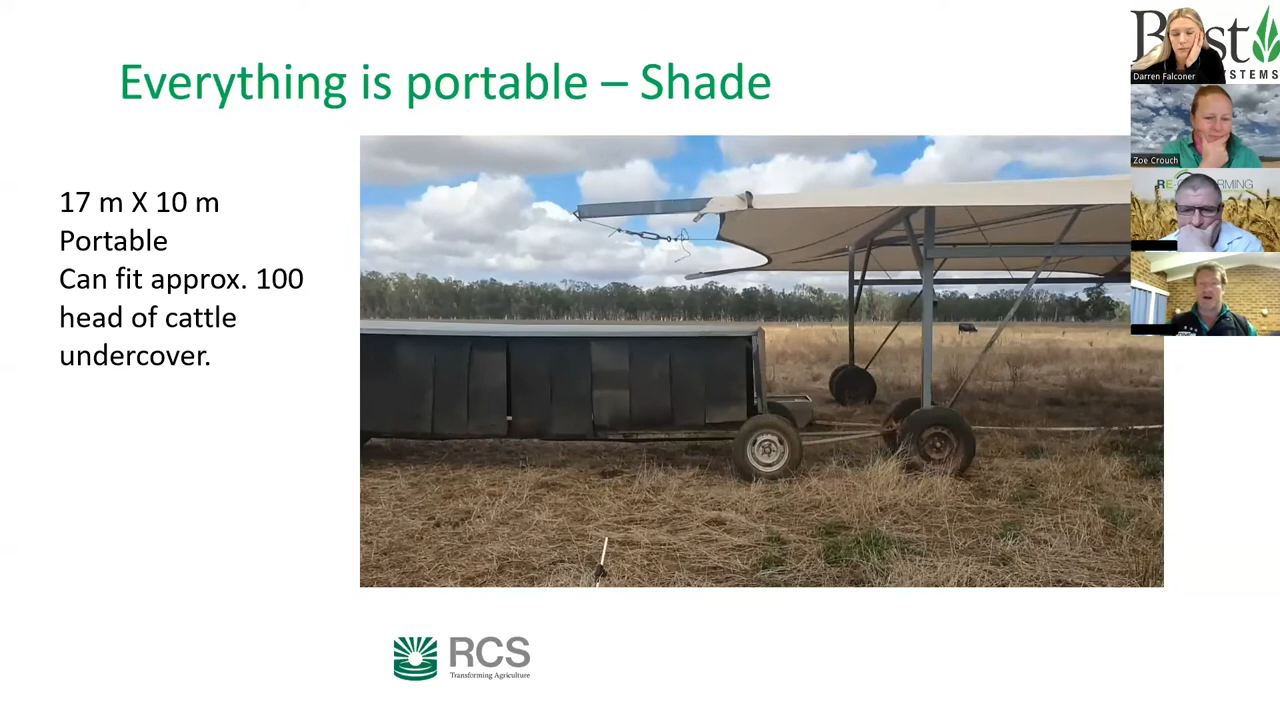 Everything is portable – Shade
17 m X 10 m
Portable
Can fit approx. 100
head of cattle
undercover.
RCS
Transforming Agriculture
Darren Falconer
Zoe Crouch